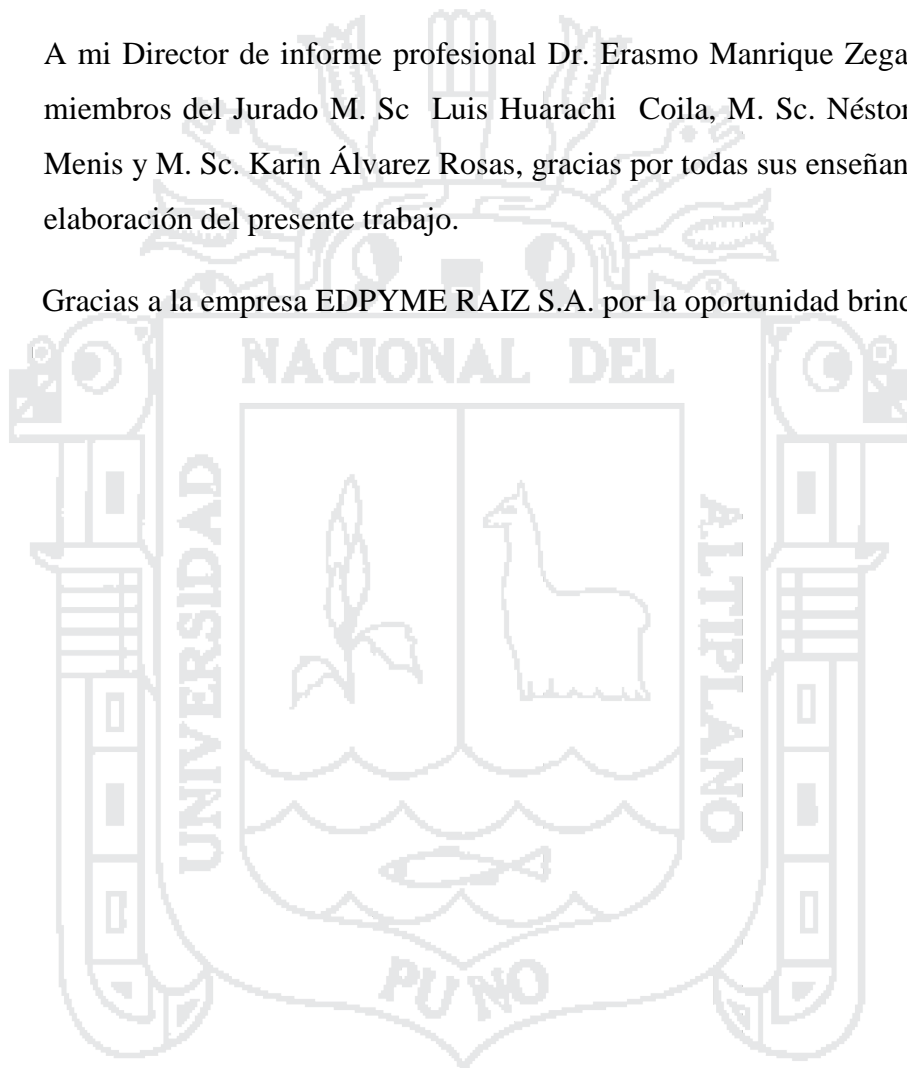 A mi Director de informe profesional Dr. Erasmo Manrique Zega
miembros del Jurado M. Sc Luis Huarachi Coila, M. Sc. Néstor
Menis y M. Sc. Karin Álvarez Rosas, gracias por todas sus enseñan
elaboración del presente trabajo.
Gracias a la empresa EDPYME RAIZ S.A. por la oportunidad brind
NACIONAL DEL
UNIVERSIDAD
ALTIPLANO
PUNO